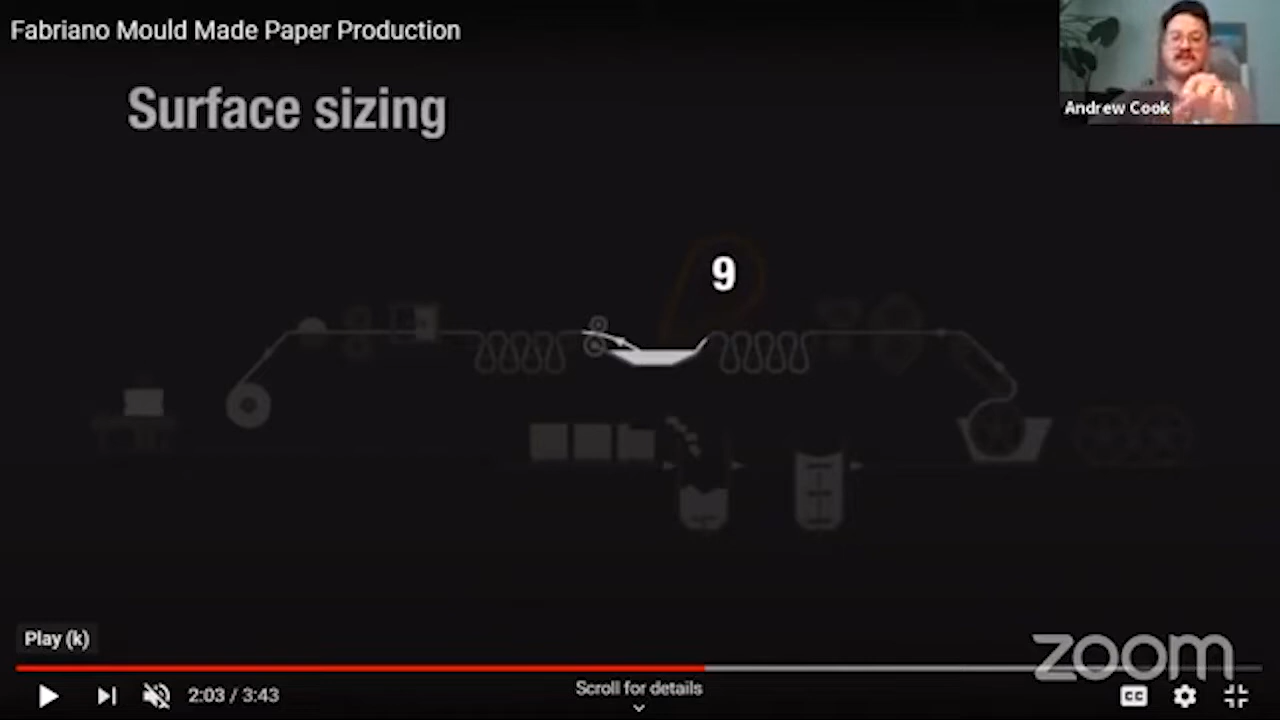 Fabriano Mould Made Paper Production
Andrew Cook
Surface sizing
9
Play (k)
zoom
2:03 / 3:43
Scroll for details
CC